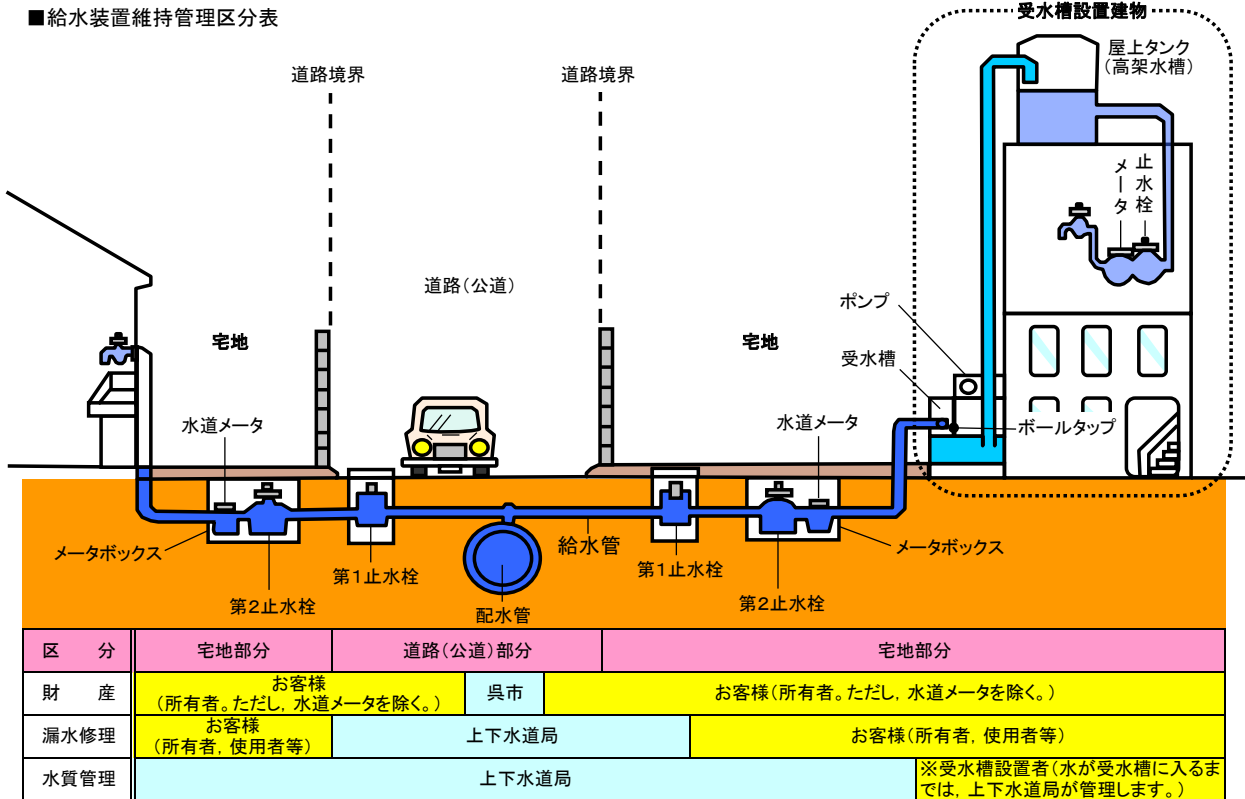 ■給水装置維持管理区分表
受水槽設置建物
屋上タンク
(高架水槽)
道路境界
道路境界
メータ
止水栓
道路(公道)
ポンプ
宅地
宅地
受水槽
水道メータ
水道メータ
ボールタップ
メータボックス
第1止水栓
給水管
第1止水栓
メータボックス
第2止水栓
配水管
第2止水栓
区 分
宅地部分
道路(公道)部分
宅地部分
財 産
お客様
(所有者。ただし,水道メータを除く。)
呉市
お客様(所有者。ただし,水道メータを除く。)
漏水修理
お客様
(所有者,使用者等)
上下水道局
お客様(所有者,使用者等)
水質管理
上下水道局
※受水槽設置者(水が受水槽に入るま
では,上下水道局が管理します。)